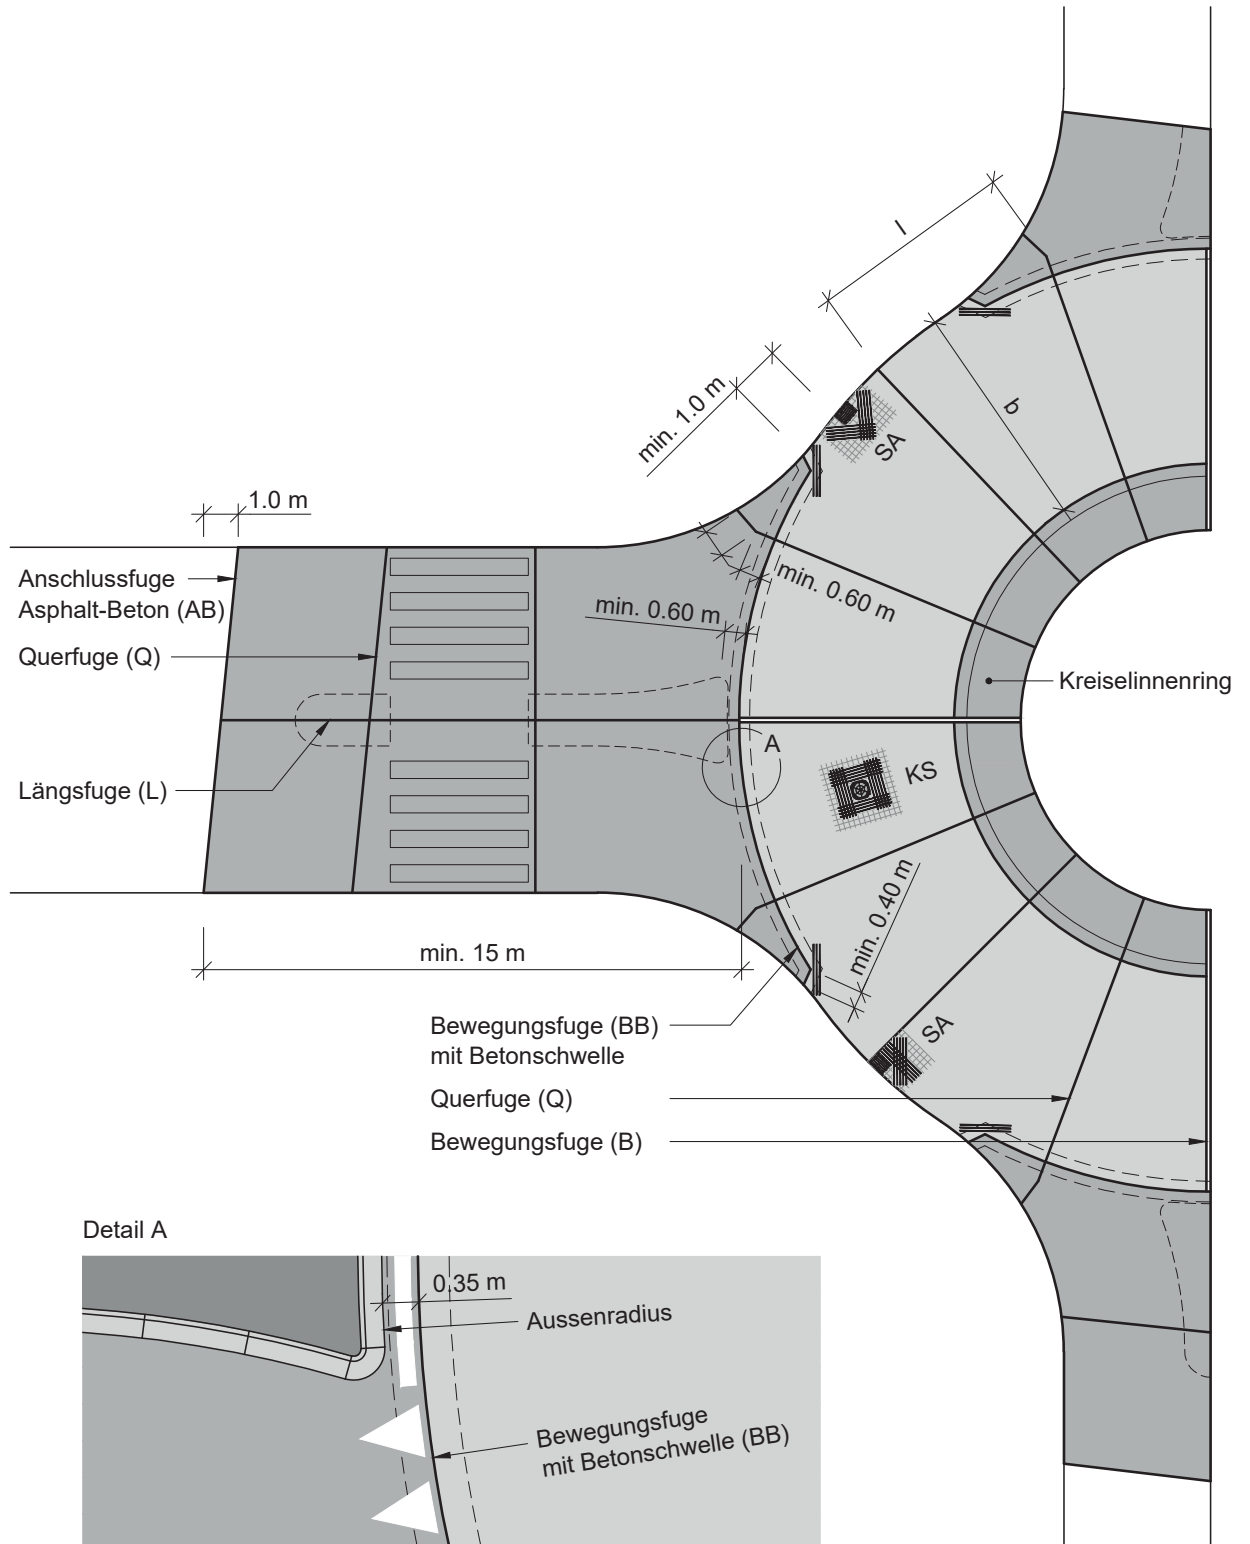 l
min. 1.0 m
b
SA
1.0 m
Anschlussfuge
Asphalt-Beton (AB)
min. 0.60 m
min. 0.60 m
Querfuge (Q)
Kreiselinnenring
A
KS
Längsfuge (L)
min. 0.40 m
min. 15 m
SA
Bewegungsfuge (BB)
mit Betonschwelle
Querfuge (Q)
Bewegungsfuge (B)
Detail A
0.35 m
Aussenradius
Bewegungsfuge
mit Betonschwelle (BB)